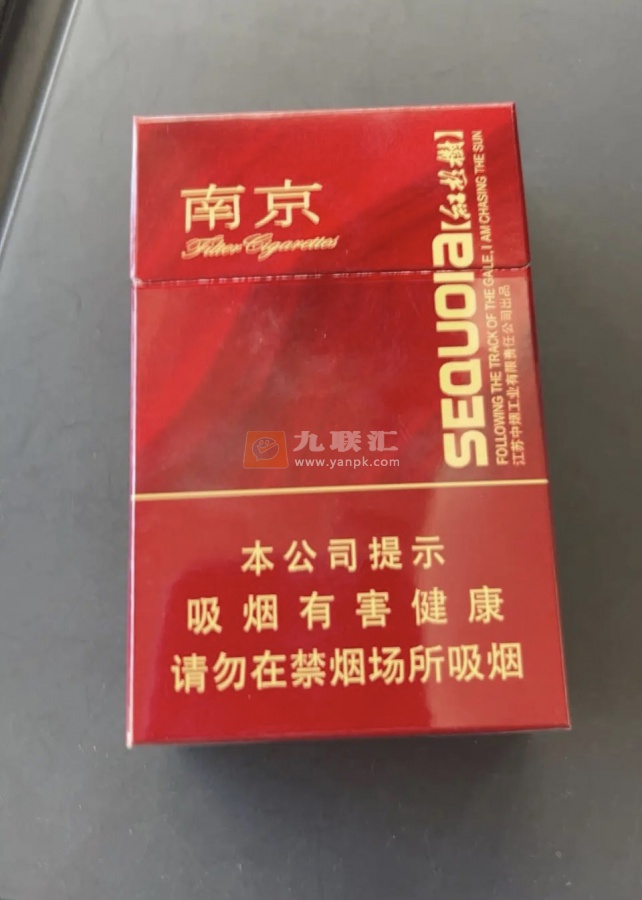 南京
Filter Cigarettes
SEQUOIA【紅杉樹】
FOLLOWING THE TRACK OF THE GALE, I AM CHASING THE SUN
江苏中烟工业有限责任公司出品
九联汇
www.yanpk.com
本公司提示
吸烟有害健康
请勿在禁烟场所吸烟